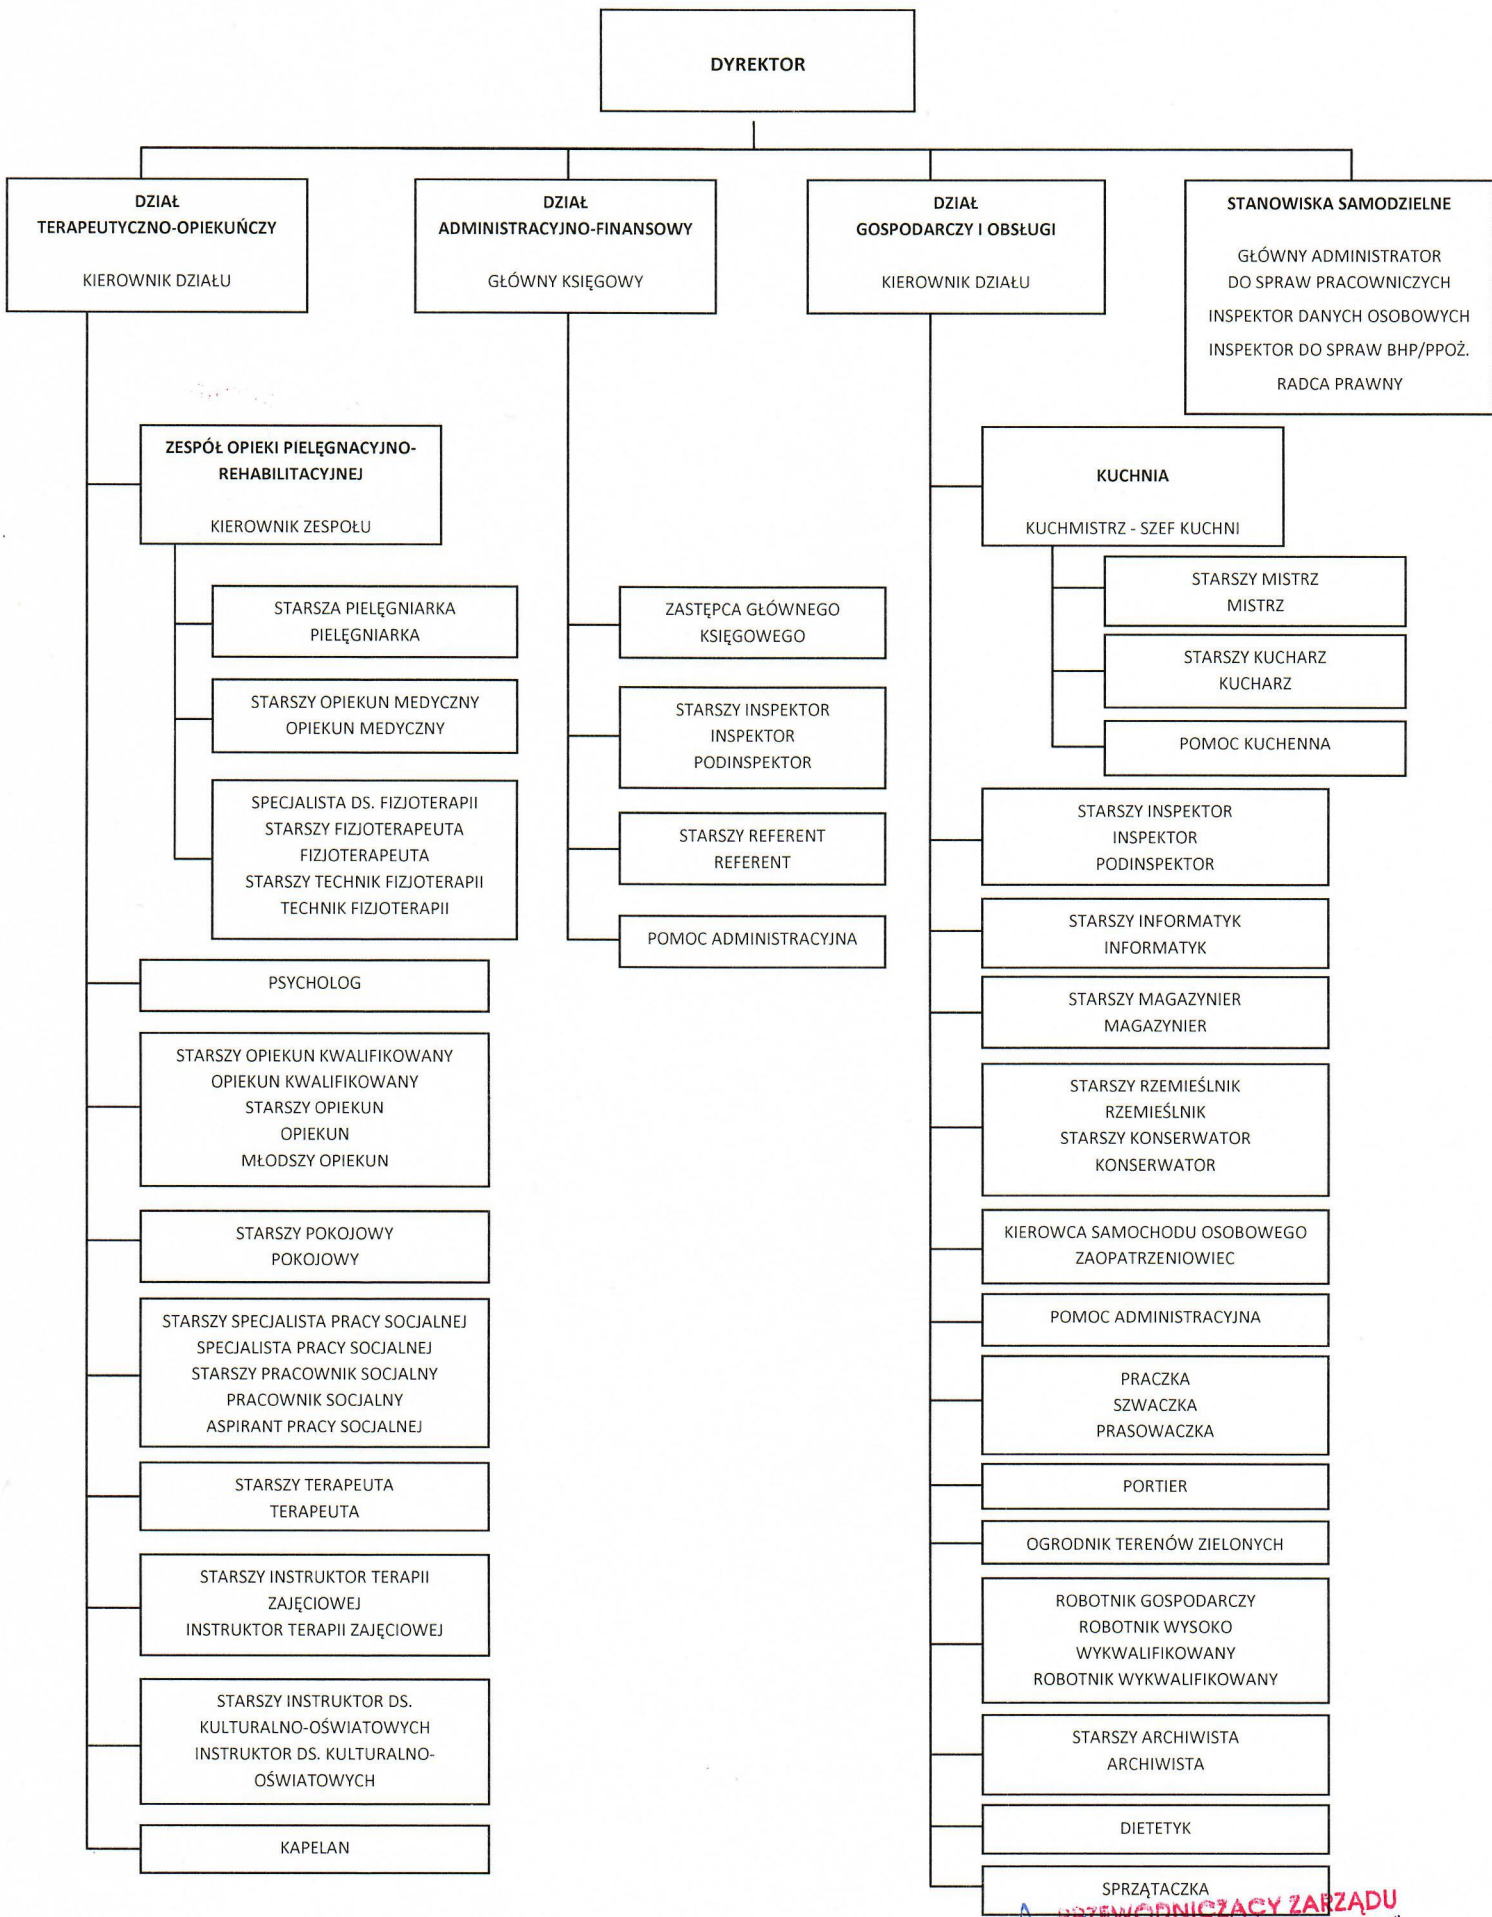 DYREKTOR
DZIAŁ
TERAPEUTYCZNO-OPIEKUŃCZY
KIEROWNIK DZIAŁU
DZIAŁ
ADMINISTRACYJNO-FINANSOWY
GŁÓWNY KSIĘGOWY
DZIAŁ
GOSPODARCZY I OBSŁUGI
KIEROWNIK DZIAŁU
STANOWISKA SAMODZIELNE
GŁÓWNY ADMINISTRATOR
DO SPRAW PRACOWNICZYCH
INSPEKTOR DANYCH OSOBOWYCH
INSPEKTOR DO SPRAW BHP/PPOŻ.
RADCA PRAWNY
ZESPÓŁ OPIEKI PIELĘGNACYJNO-
REHABILITACYJNEJ
KIEROWNIK ZESPOŁU
STARSZA PIELĘGNIARKA
PIELĘGNIARKA
STARSZY OPIEKUN MEDYCZNY
OPIEKUN MEDYCZNY
SPECJALISTA DS. FIZJOTERAPII
STARSZY FIZJOTERAPEUTA
FIZJOTERAPEUTA
STARSZY TECHNIK FIZJOTERAPII
TECHNIK FIZJOTERAPII
PSYCHOLOG
STARSZY OPIEKUN KWALIFIKOWANY
OPIEKUN KWALIFIKOWANY
STARSZY OPIEKUN
OPIEKUN
MŁODSZY OPIEKUN
STARSZY POKOJOWY
POKOJOWY
STARSZY SPECJALISTA PRACY SOCJALNEJ
SPECJALISTA PRACY SOCJALNEJ
STARSZY PRACOWNIK SOCJALNY
PRACOWNIK SOCJALNY
ASPIRANT PRACY SOCJALNEJ
STARSZY TERAPEUTA
TERAPEUTA
STARSZY INSTRUKTOR TERAPII
ZAJĘCIOWEJ
INSTRUKTOR TERAPII ZAJĘCIOWEJ
STARSZY INSTRUKTOR DS.
KULTURALNO-OŚWIATOWYCH
INSTRUKTOR DS. KULTURALNO-
OŚWIATOWYCH
KAPELAN
ZASTĘPCA GŁÓWNEGO
KSIĘGOWEGO
STARSZY INSPEKTOR
INSPEKTOR
PODINSPEKTOR
STARSZY REFERENT
REFERENT
POMOC ADMINISTRACYJNA
KUCHNIA
KUCHMISTRZ - SZEF KUCHNI
STARSZY MISTRZ
MISTRZ
STARSZY KUCHARZ
KUCHARZ
POMOC KUCHENNA
STARSZY INSPEKTOR
INSPEKTOR
PODINSPEKTOR
STARSZY INFORMATYK
INFORMATYK
STARSZY MAGAZYNIER
MAGAZYNIER
STARSZY RZEMIEŚLNIK
RZEMIEŚLNIK
STARSZY KONSERWATOR
KONSERWATOR
KIEROWCA SAMOCHODU OSOBOWEGO
ZAOPATRZENIOWIEC
POMOC ADMINISTRACYJNA
PRACZKA
SZWACZKA
PRASOWACZKA
PORTIER
OGRODNIK TERENÓW ZIELONYCH
ROBOTNIK GOSPODARCZY
ROBOTNIK WYSOKO
WYKWALIFIKOWANY
ROBOTNIK WYKWALIFIKOWANY
STARSZY ARCHIWISTA
ARCHIWISTA
DIETETYK
SPRZĄTACZKA
PRZEWODNICZĄCY ZARZĄDU